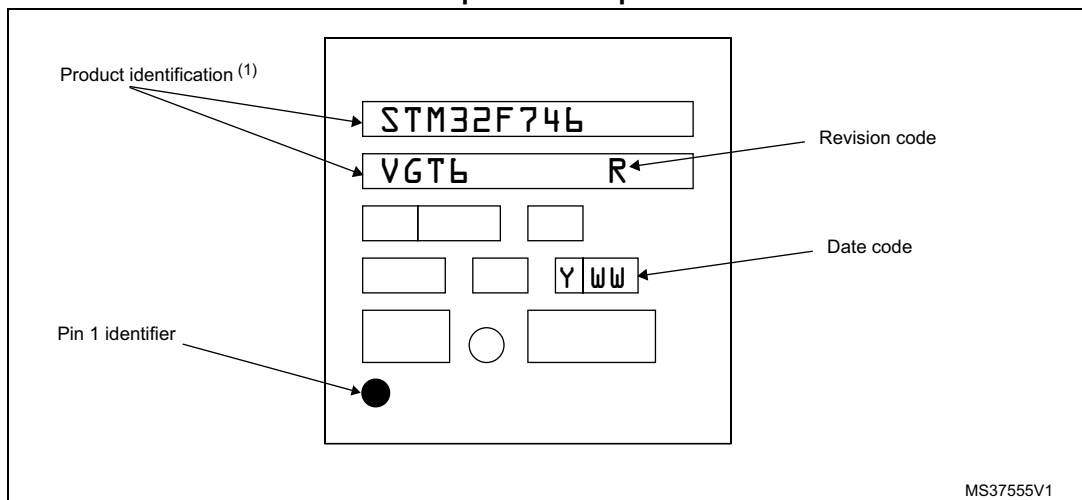 Product identification (1)
STM32F746
Revision code
VGT6 R
Date code
Y WW
Pin 1 identifier
MS37555V1